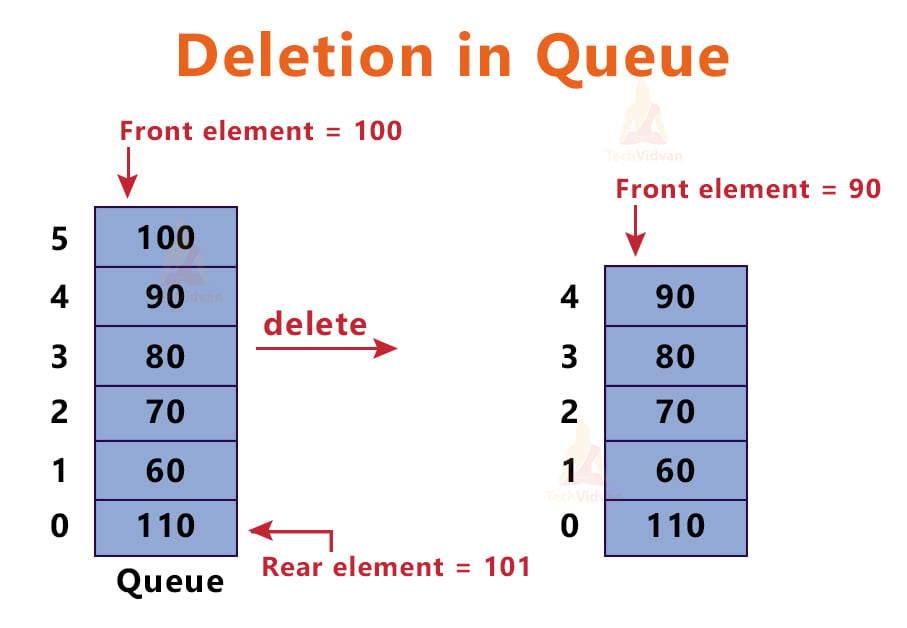 Deletion in Queue
Front element = 100
TechVidvan
Front element = 90
5 100
4 90
3 80
2 70
1 60
0 110
Queue
delete
Rear element = 101
4 90
3 80
2 70
1 60
0 110
TechVidvan